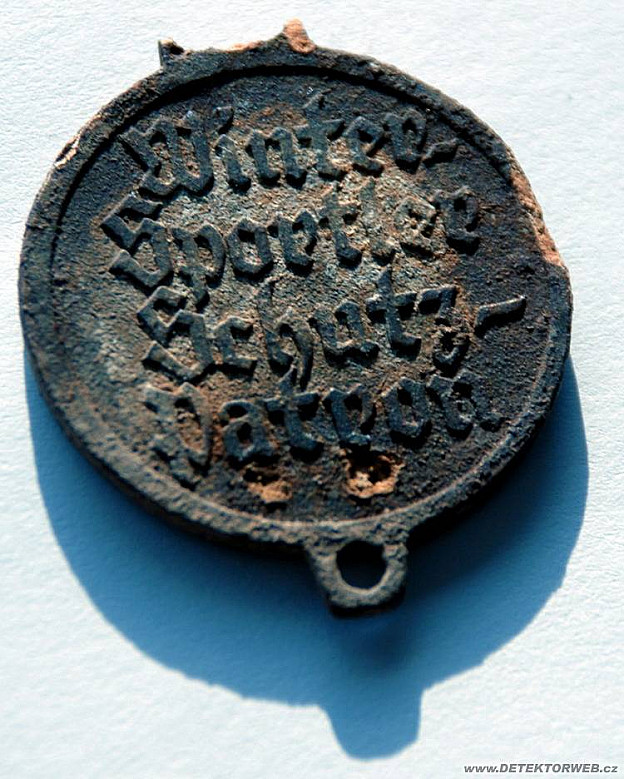 Winter-
Sportler
Schutz-
Patron
www.DETEKTORWEB.cz